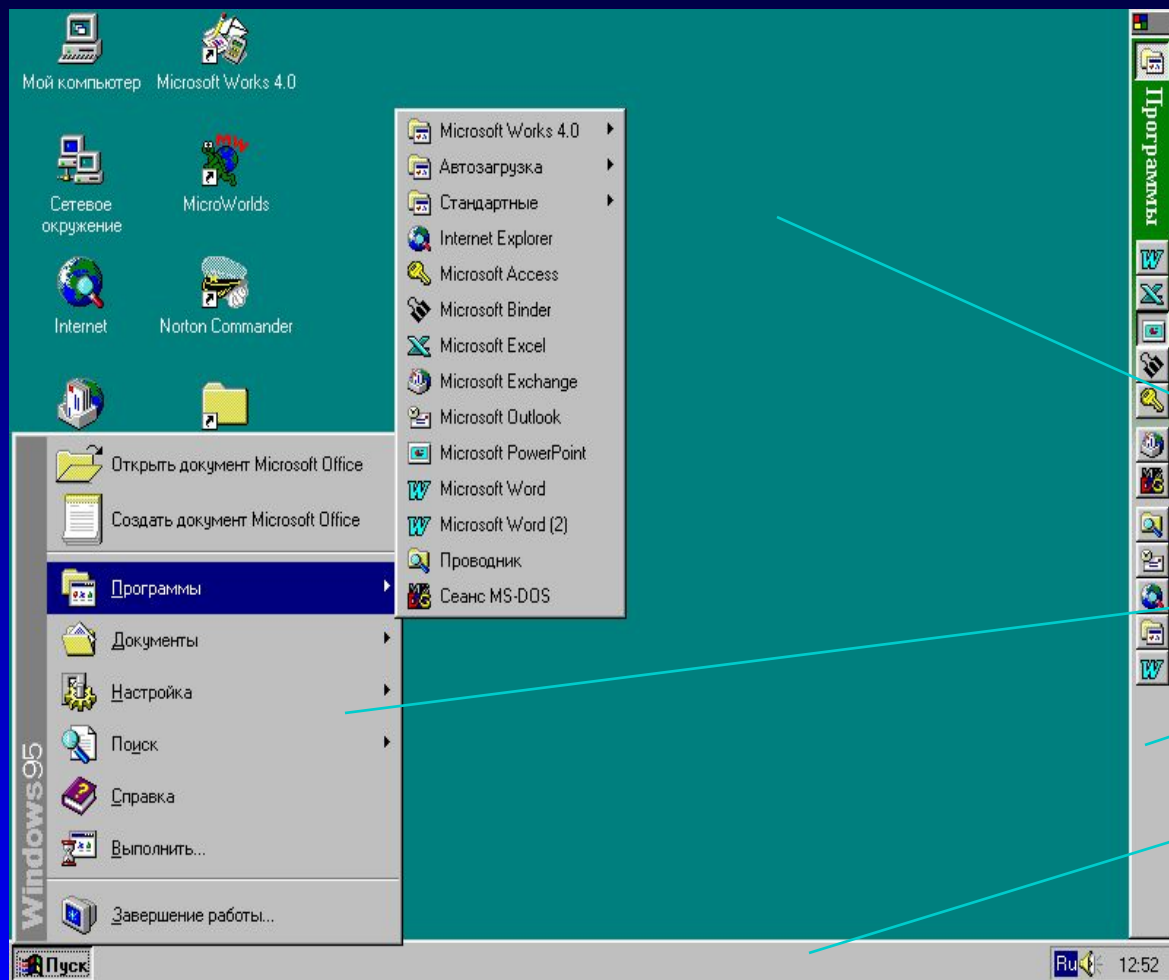 Мой компьютер
Microsoft Works 4.0
Сетевое
окружение
MicroWorlds
Internet
Norton Commander
Microsoft Works 4.0
Автозагрузка
Стандартные
Internet Explorer
Microsoft Access
Microsoft Binder
Microsoft Excel
Microsoft Exchange
Microsoft Outlook
Microsoft PowerPoint
Microsoft Word
Microsoft Word (2)
Проводник
Сеанс MS-DOS
Открыть документ Microsoft Office
Создать документ Microsoft Office
Программы
Документы
Настройка
Поиск
Справка
Выполнить...
Завершение работы...
Windows95
Пуск
Программы
Ru
12:52